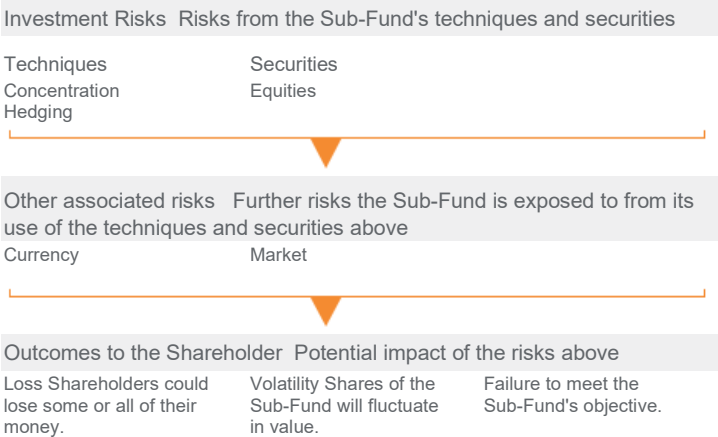 Investment Risks Risks from the Sub-Fund's techniques and securities
Techniques Securities
Concentration Equities
Hedging
Other associated risks Further risks the Sub-Fund is exposed to from its
use of the techniques and securities above
Currency Market
Outcomes to the Shareholder Potential impact of the risks above
Loss Shareholders could Volatility Shares of the Failure to meet the
lose some or all of their Sub-Fund will fluctuate Sub-Fund's objective.
money. in value.